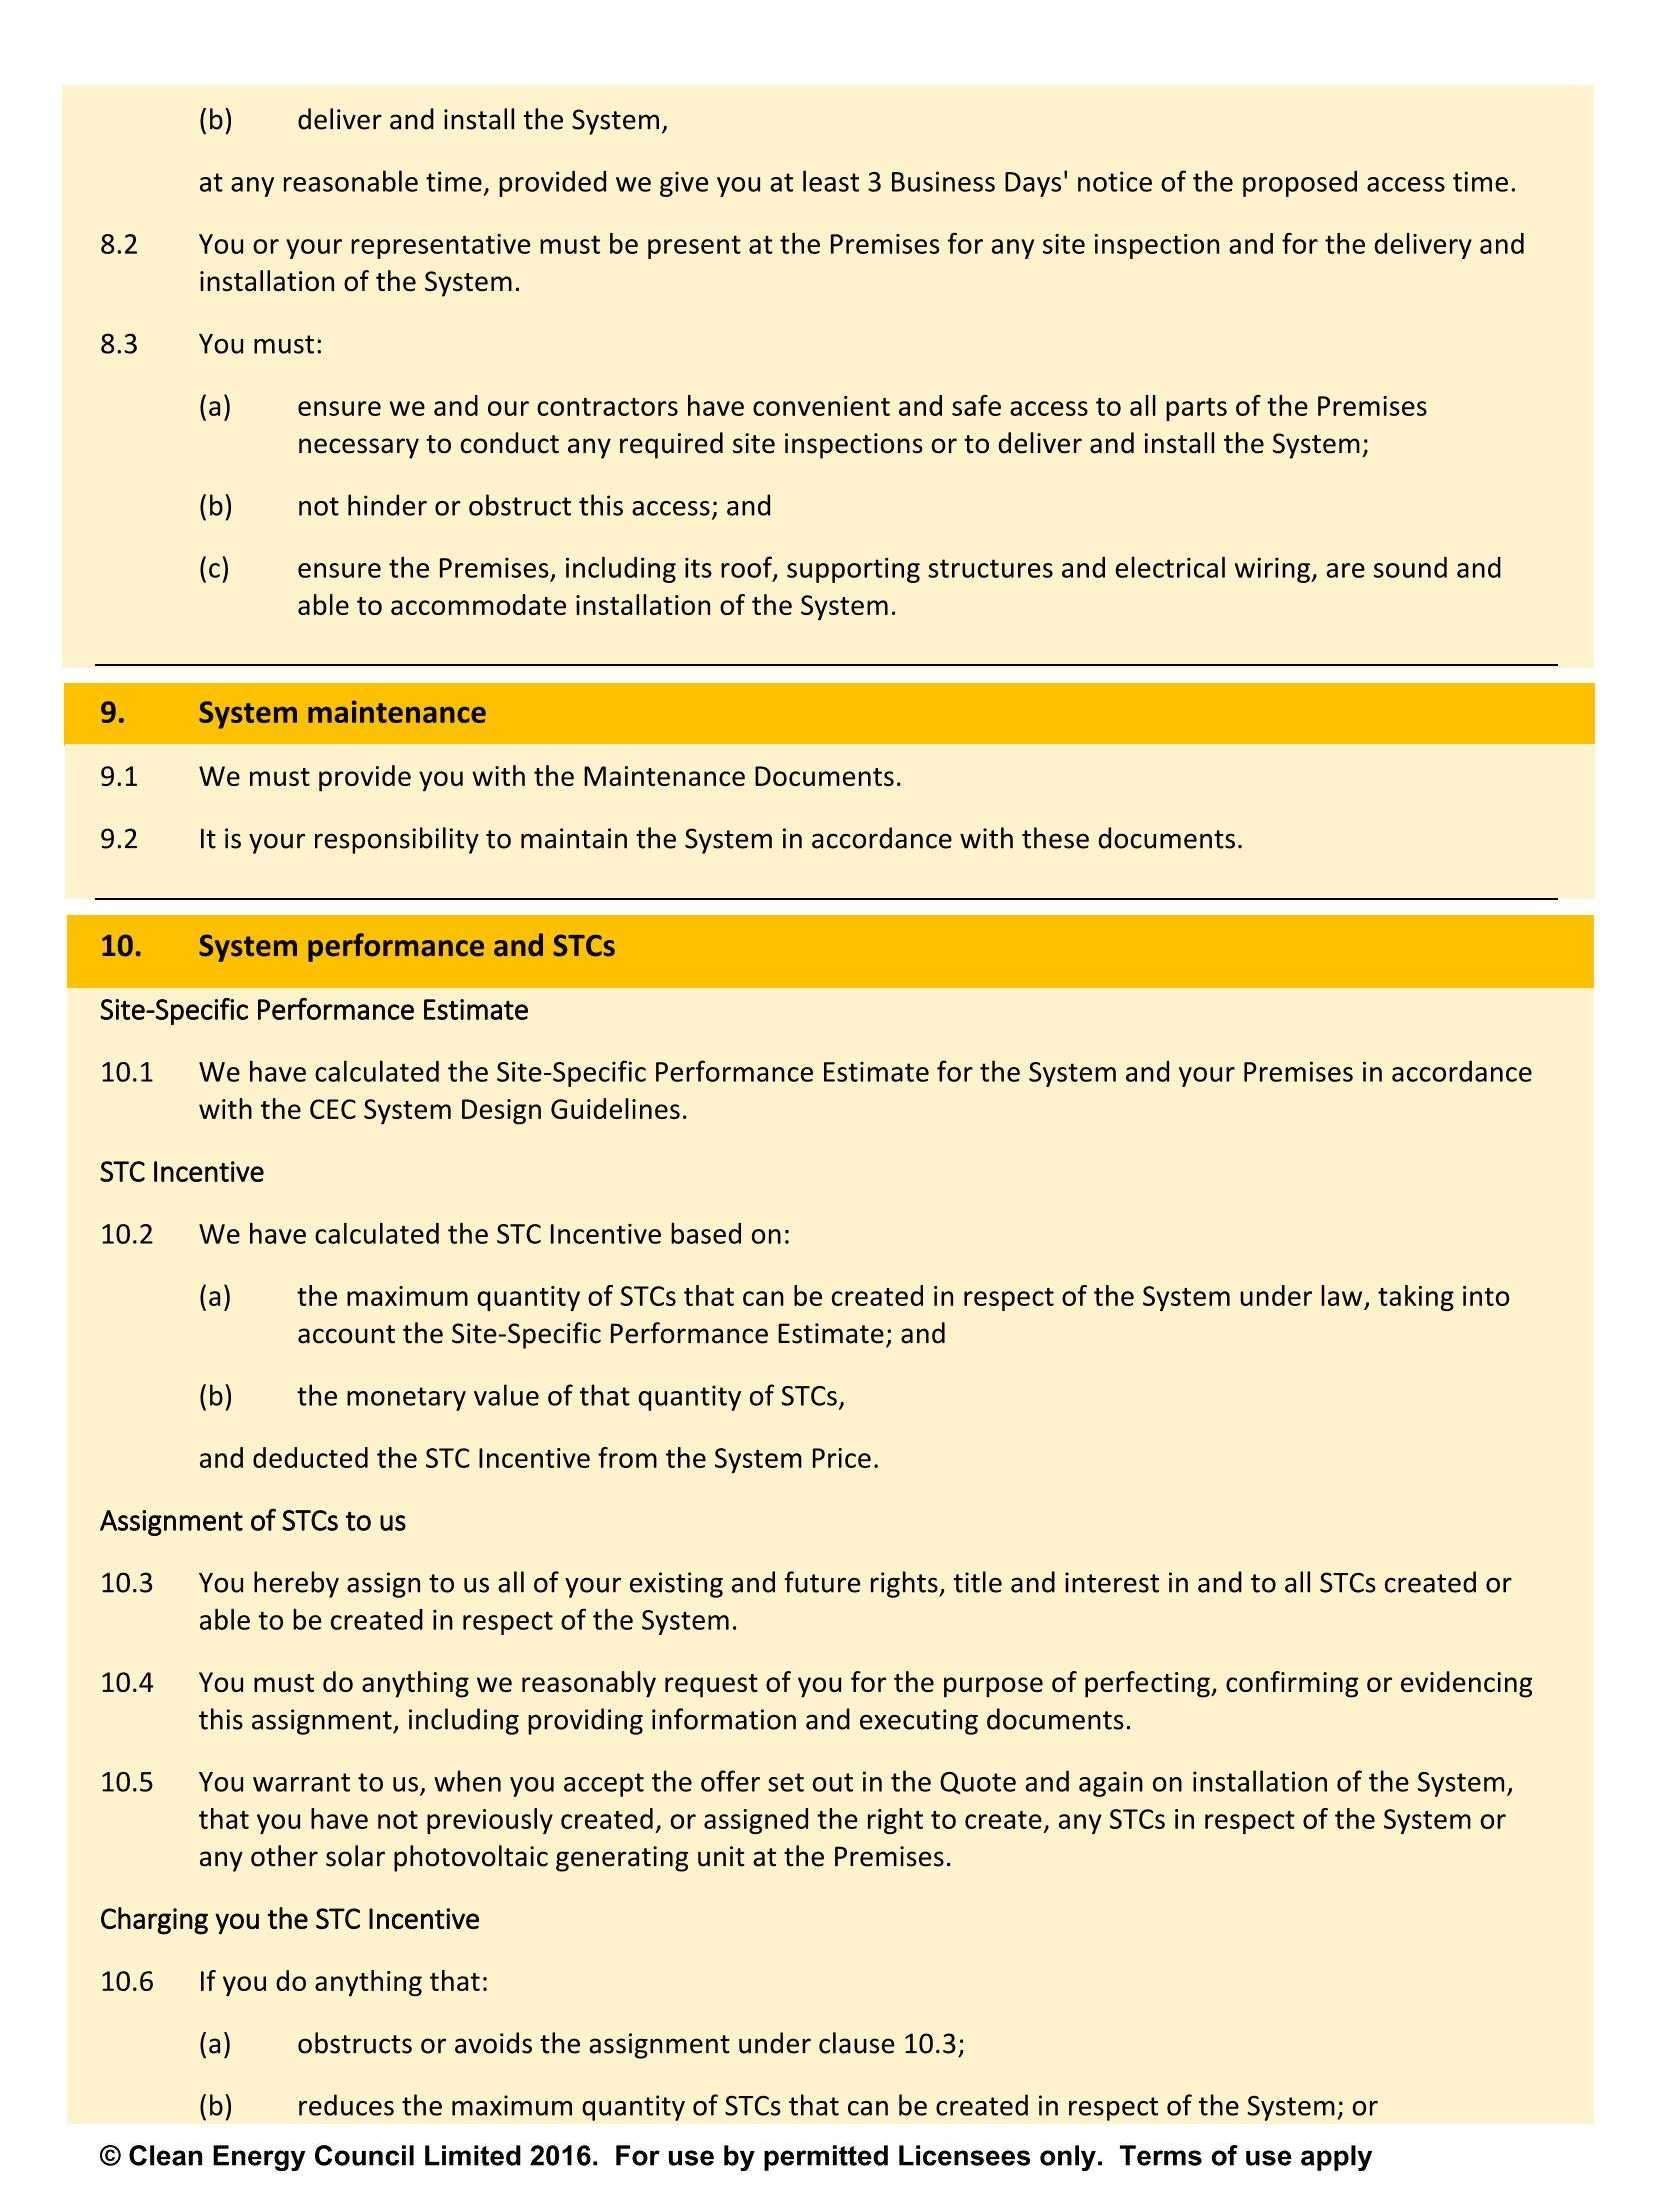 (b) deliver and install the System,
at any reasonable time, provided we give you at least 3 Business Days' notice of the proposed access time.
8.2 You or your representative must be present at the Premises for any site inspection and for the delivery and
installation of the System.
8.3 You must:
(a) ensure we and our contractors have convenient and safe access to all parts of the Premises
necessary to conduct any required site inspections or to deliver and install the System;
(b) not hinder or obstruct this access; and
(c) ensure the Premises, including its roof, supporting structures and electrical wiring, are sound and
able to accommodate installation of the System.
9. System maintenance
9.1 We must provide you with the Maintenance Documents.
9.2 It is your responsibility to maintain the System in accordance with these documents.
10. System performance and STCs
Site-Specific Performance Estimate
10.1 We have calculated the Site-Specific Performance Estimate for the System and your Premises in accordance
with the CEC System Design Guidelines.
STC Incentive
10.2 We have calculated the STC Incentive based on:
(a) the maximum quantity of STCs that can be created in respect of the System under law, taking into
account the Site-Specific Performance Estimate; and
(b) the monetary value of that quantity of STCs,
and deducted the STC Incentive from the System Price.
Assignment of STCs to us
10.3 You hereby assign to us all of your existing and future rights, title and interest in and to all STCs created or
able to be created in respect of the System.
10.4 You must do anything we reasonably request of you for the purpose of perfecting, confirming or evidencing
this assignment, including providing information and executing documents.
10.5 You warrant to us, when you accept the offer set out in the Quote and again on installation of the System,
that you have not previously created, or assigned the right to create, any STCs in respect of the System or
any other solar photovoltaic generating unit at the Premises.
Charging you the STC Incentive
10.6 If you do anything that:
(a) obstructs or avoids the assignment under clause 10.3;
(b) reduces the maximum quantity of STCs that can be created in respect of the System; or
© Clean Energy Council Limited 2016. For use by permitted Licensees only. Terms of use apply